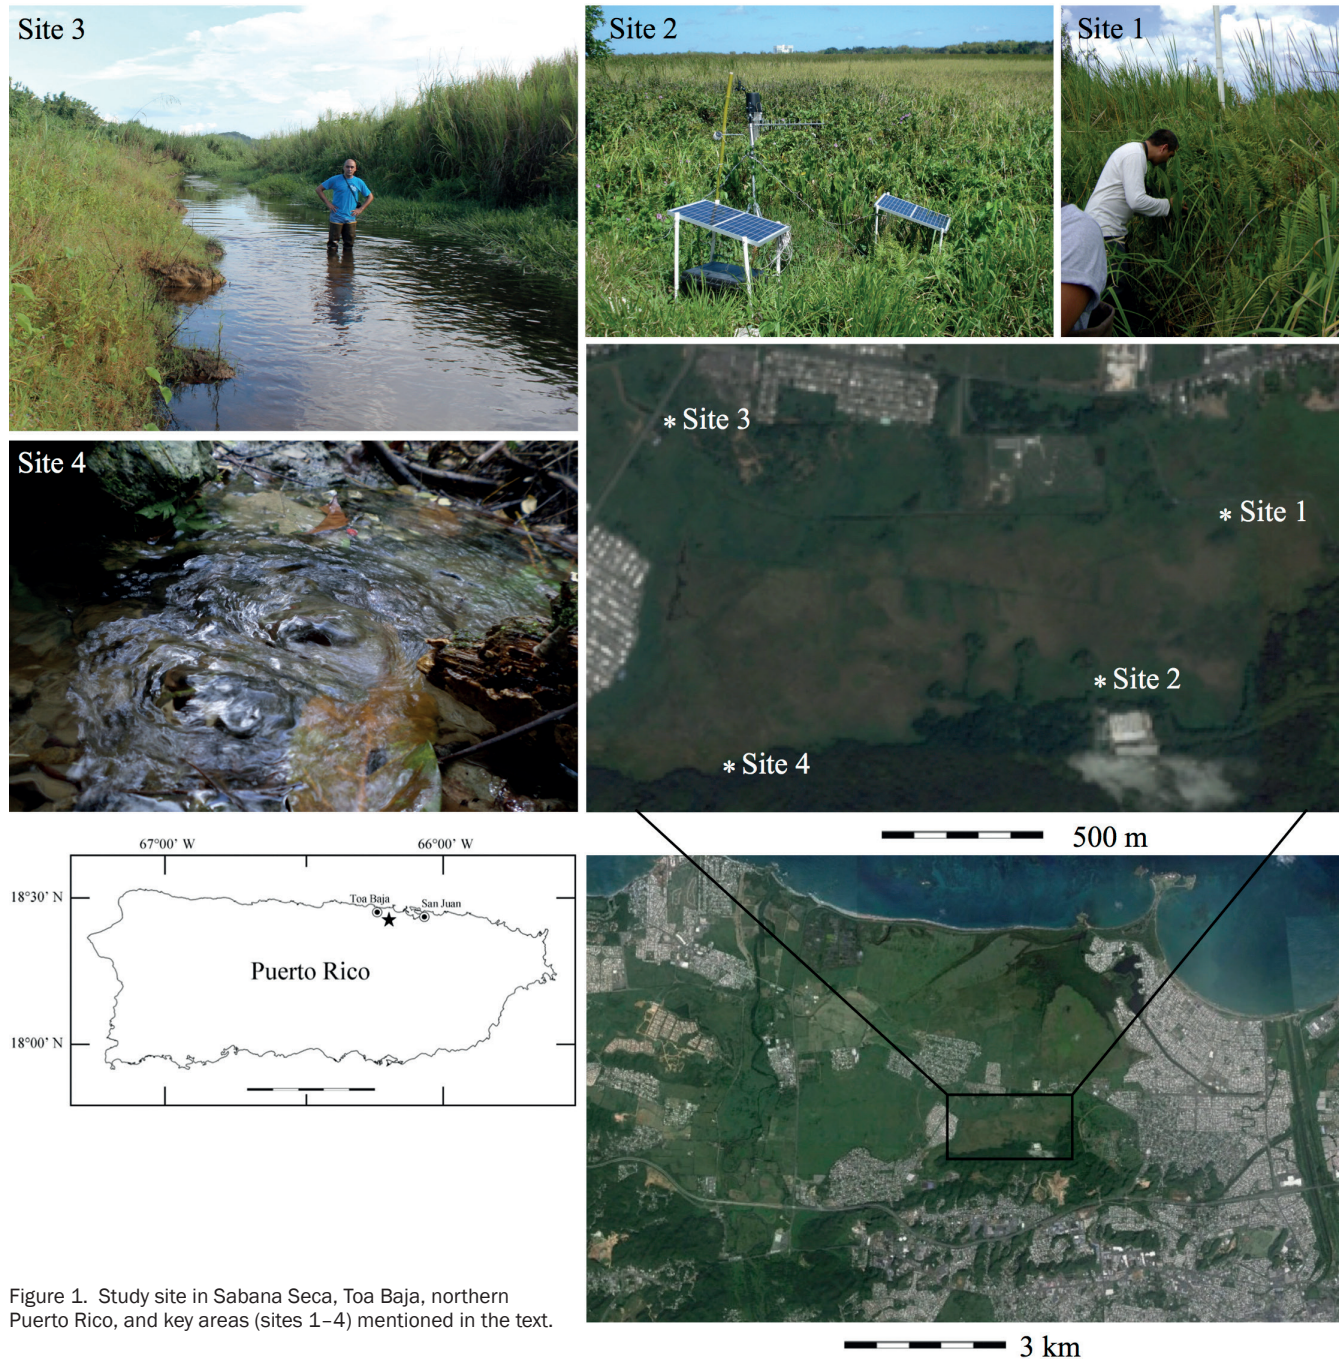 Site 3
Site 2
Site 1
Site 4
* Site 3
* Site 1
* Site 2
* Site 4
500 m
67°00' W
66°00' W
18°30' N
Toa Baja
San Juan
Puerto Rico
18°00' N
Figure 1. Study site in Sabana Seca, Toa Baja, northern
Puerto Rico, and key areas (sites 1–4) mentioned in the text.
3 km